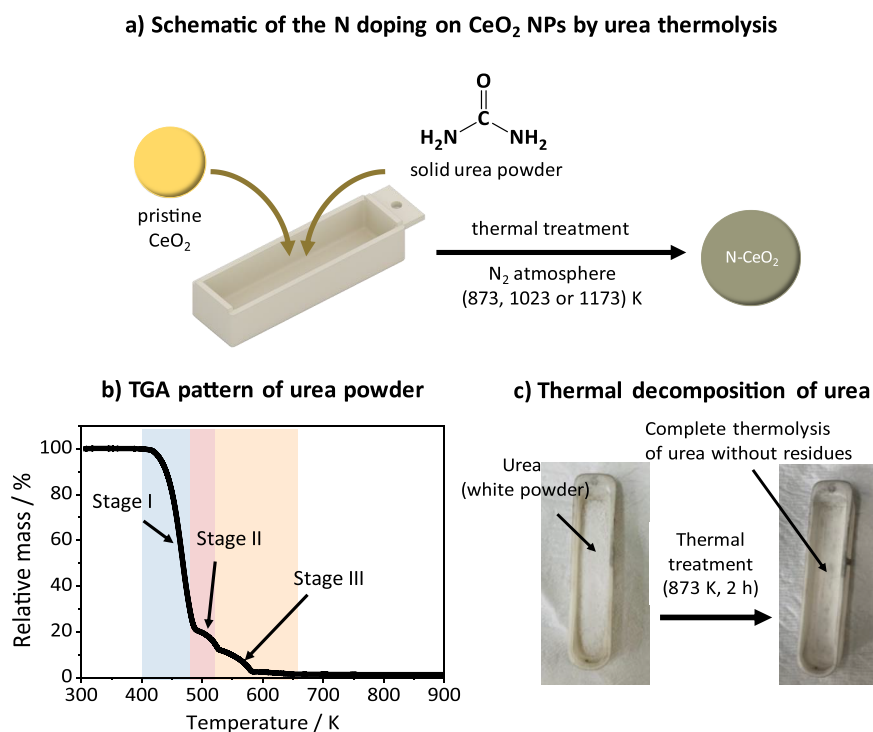 a) Schematic of the N doping on CeO₂ NPs by urea thermolysis
O
C
H₂N
NH₂
solid urea powder
pristine
CeO₂
thermal treatment
N₂ atmosphere
(873, 1023 or 1173) K
N-CeO₂
b) TGA pattern of urea powder
Relative mass / %
100
80
60
40
20
0
Stage I
Stage II
Stage III
300
400
500
600
700
800
900
Temperature / K
c) Thermal decomposition of urea
Complete thermolysis
of urea without residues
Urea
(white powder)
Thermal
treatment
(873 K, 2 h)